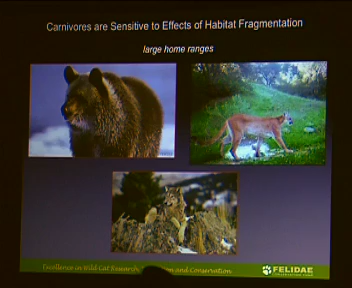 Carnivores are Sensitive to Effects of Habitat Fragmentation
large home ranges
Excellence in Wild Cat Research, and Conservation
FELIDAE